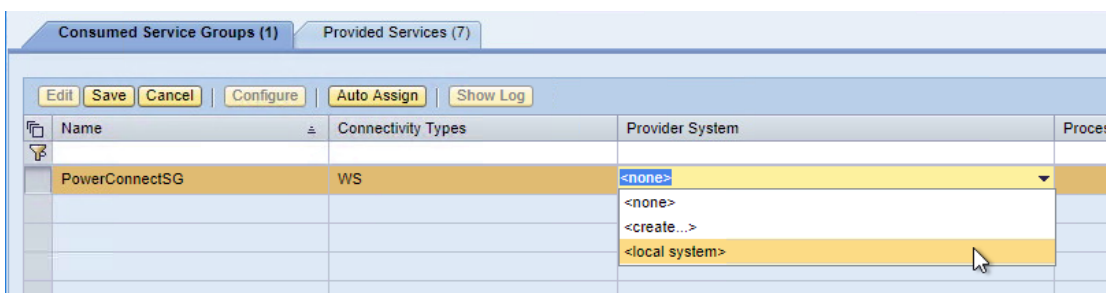 Consumed Service Groups (1) Provided Services (7)
Edit Save Cancel | Configure | Auto Assign | Show Log
Name Connectivity Types Provider System Proces
PowerConnectSG WS <none>
<none>
<create...>
<local system>